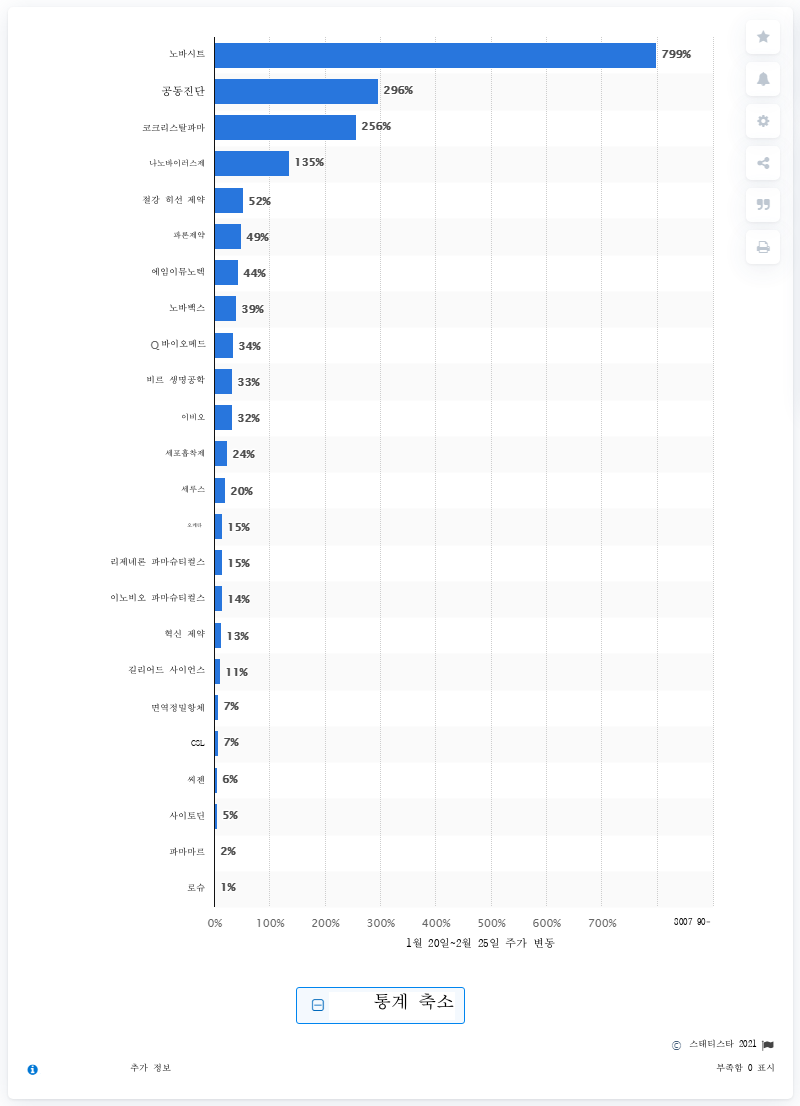 노바시트 799%
공동진단 296%
코크리스탈파마 256%
나노바이러스제 135%
절강 히선 제약 52%
파론제약 49%
에임이뮤노텍 44%
노바백스 39%
Q 바이오메드 34%
비르 생명공학 33%
이비오 32%
세포흡착제 24%
세루스 20%
15%
리제네론 파마슈티컬스 15%
이노비오 파마슈티컬스 14%
혁신 제약 13%
길리어드 사이언스 11%
면역정밀항체 7%
CSL 7%
씨젠 6%
사이토딘 5%
파마마르 2%
로슈 1%
0% 100% 200% 300% 400% 500% 600% 700%
1월 20일~2월 25일 주가 변동
통계 축소
© 스태티스타 2021
추가 정보 부족함 0 표시